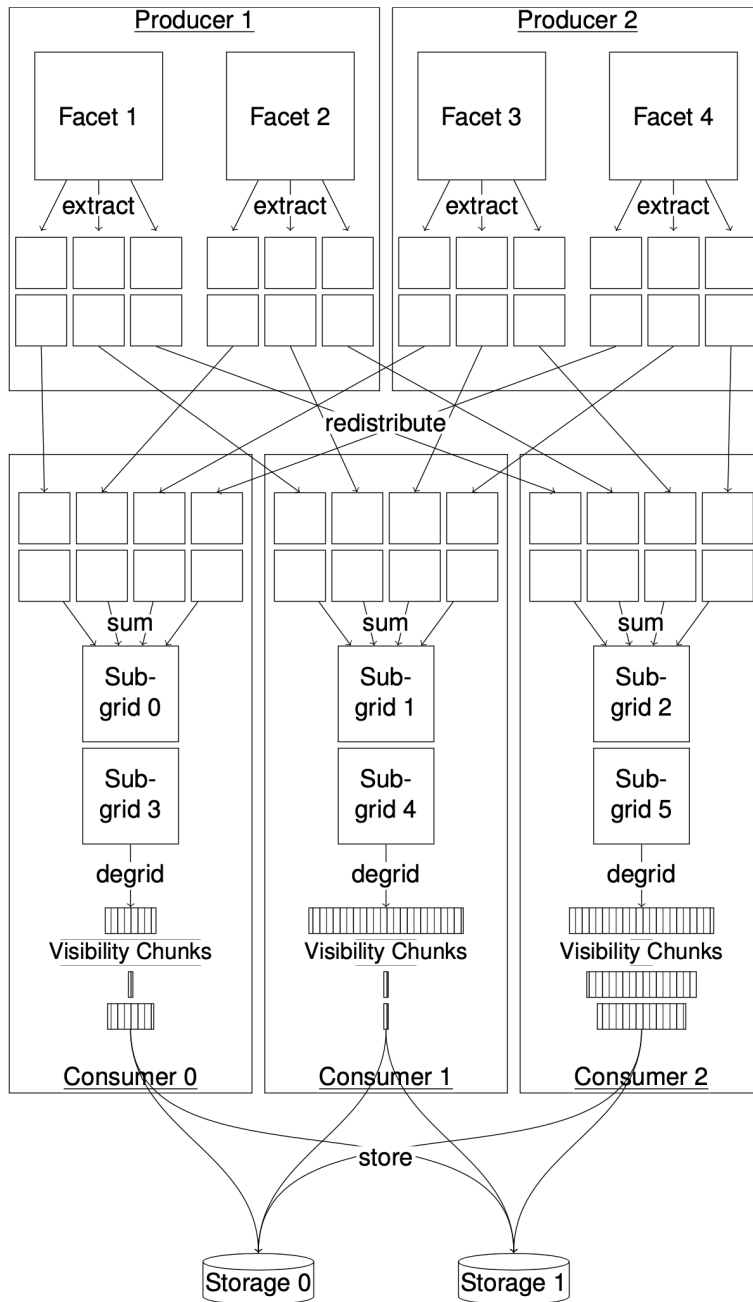 Producer 1
Producer 2
Facet 1
Facet 2
Facet 3
Facet 4
extract
extract
extract
extract
redistribute
sum
sum
sum
Sub-
grid 0
Sub-
grid 1
Sub-
grid 2
Sub-
grid 3
Sub-
grid 4
Sub-
grid 5
degrid
degrid
degrid
Visibility Chunks
Visibility Chunks
Visibility Chunks
Consumer 0
Consumer 1
Consumer 2
store
Storage 0
Storage 1